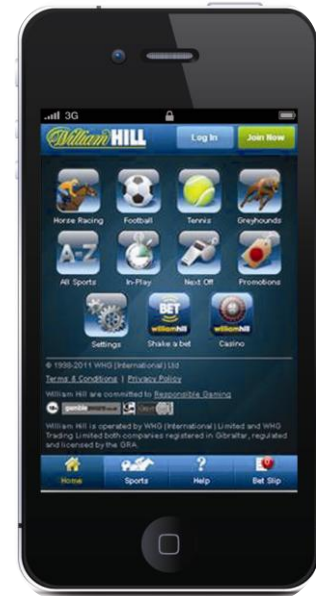 3G
William HILL Log In Join Now
Horse Racing Football Tennis Greyhounds
A-Z
All Sports In-Play Next Off Promotions
BET
williamhill williamhill
Settings Shake a bet Casino
© 1998-2011 WHG (International) Ltd
Terms & Conditions | Privacy Policy
William Hill are committed to Responsible Gaming
gambleaware.co.uk
William Hill is operated by WHG (International) Limited and WHG
Trading Limited both companies registered in Gibraltar, regulated
and licensed by the GRA.
Home Sports Help Bet Slip